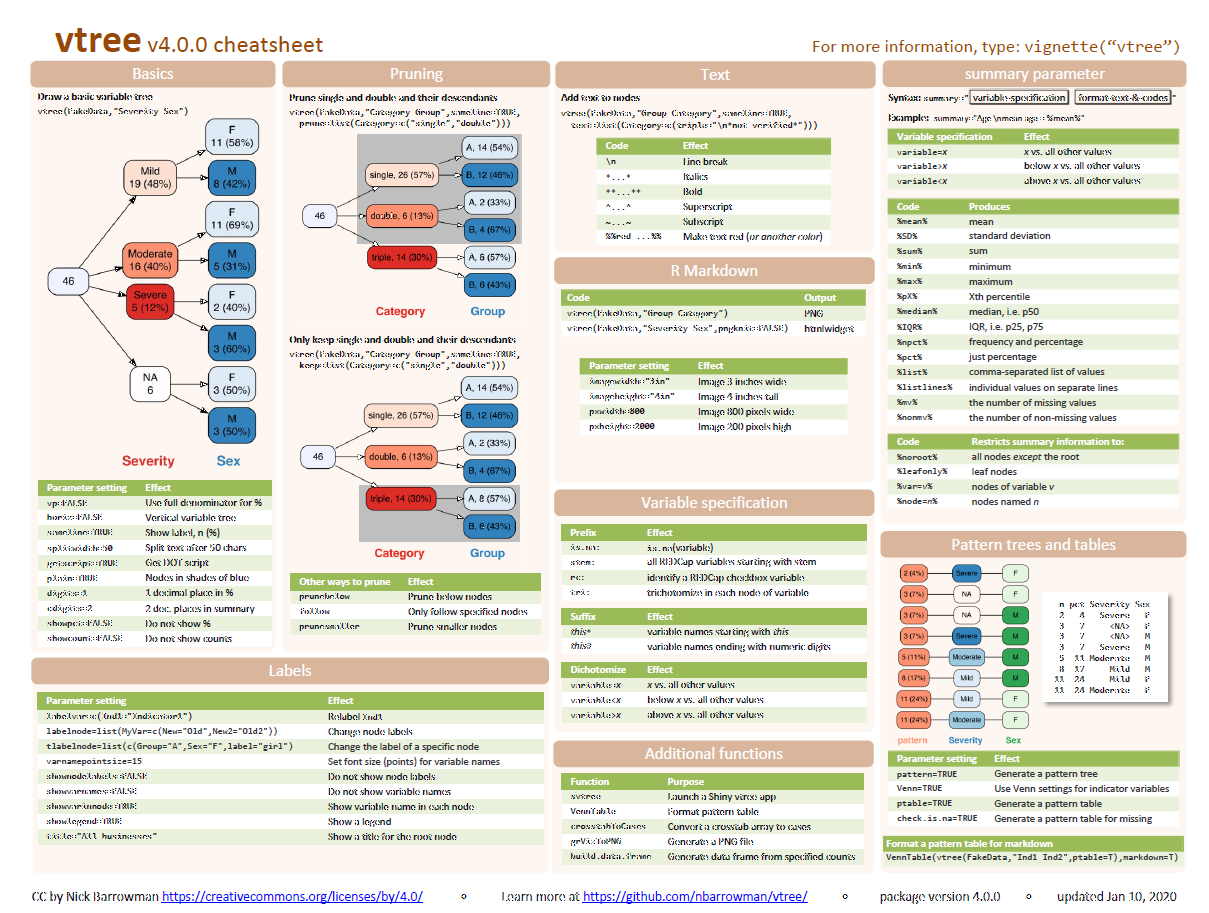 vtree v4.0.0 cheatsheet
For more information, type: vignette("vtree")
Basics
Draw a basic variable tree
vtree(FakeData,"Severity Sex")
46
Mild
19 (48%)
Moderate
16 (40%)
Severe
5 (12%)
NA
6
F
11 (58%)
M
8 (42%)
F
11 (69%)
M
5 (31%)
F
2 (40%)
M
3 (60%)
F
3 (50%)
M
3 (50%)
Severity Sex
Parameter setting Effect
vp=FALSE Use full denominator for %
horiz=FALSE Vertical variable tree
sameline=TRUE Show label, n (%)
splitwidth=50 Split text after 50 chars
getscript=TRUE Get DOT script
plain=TRUE Nodes in shades of blue
digits=1 1 decimal place in %
cdigits=2 2 dec. places in summary
showpct=FALSE Do not show %
showcount=FALSE Do not show counts
Pruning
Prune single and double and their descendants
vtree(FakeData,"Category Group",sameline=TRUE,
prune=list(Category=c("single","double")))
46
single, 26 (57%)
double, 6 (13%)
triple, 14 (30%)
A, 14 (54%)
B, 12 (46%)
A, 2 (33%)
B, 4 (67%)
A, 6 (57%)
B, 6 (43%)
Category Group
Only keep single and double and their descendants
vtree(FakeData,"Category Group",sameline=TRUE,
keep=list(Category=c("single","double")))
46
single, 26 (57%)
double, 6 (13%)
triple, 14 (30%)
A, 14 (54%)
B, 12 (46%)
A, 2 (33%)
B, 4 (67%)
A, 8 (57%)
B, 6 (43%)
Category Group
Other ways to prune Effect
prunebelow Prune below nodes
follow Only follow specified nodes
prunesmaller Prune smaller nodes
Labels
Parameter setting Effect
labelvar=c(Ind1="Indicator1") Relabel Ind1
labelnode=list(MyVar=c(New="Old",New2="Old2")) Change node labels
tlabelnode=list(c(Group="A",Sex="F",label="girl") Change the label of a specific node
varnamepointsize=15 Set font size (points) for variable names
shownodelabels=FALSE Do not show node labels
showvarnames=FALSE Do not show variable names
showvarinnode=TRUE Show variable name in each node
showlegend=TRUE Show a legend
title="All businesses" Show a title for the root node
Text
Add text to nodes
vtree(FakeData,"Group Category",sameline=TRUE,
text=list(Category=c(triple="\n*not verified*")))
Code Effect
\n Line break
*...* Italics
**...** Bold
^...^ Superscript
~...~ Subscript
%%red ...%% Make text red (or another color)
R Markdown
Code Output
vtree(FakeData,"Group Category") PNG
vtree(FakeData,"Severity Sex",pngknit=FALSE) htmlwidget
Parameter setting Effect
imagewidth="3in" Image 3 inches wide
imageheight="4in" Image 4 inches tall
pxwidth=800 Image 800 pixels wide
pxheight=2000 Image 200 pixels high
Variable specification
Prefix Effect
is.na: is.na(variable)
stem: all REDCap variables starting with stem
rc: identify a REDCap checkbox variable
tri: trichotomize in each node of variable
Suffix Effect
this* variable names starting with this
this# variable names ending with numeric digits
Dichotomize Effect
variable=x x vs. all other values
variable<x below x vs. all other values
variable>x above x vs. all other values
Additional functions
Function Purpose
svtree Launch a Shiny vtree app
VennTable Format pattern table
crosstabToCases Convert a crosstab array to cases
grVizToPNG Generate a PNG file
build.data.frame Generate data frame from specified counts
summary parameter
Syntax: summary="variable-specification format-text-&-codes"
Example: summary="Age \nmean age= %mean%"
Variable specification Effect
variable=x x vs. all other values
variable>x below x vs. all other values
variable<x above x vs. all other values
Code Produces
%mean% mean
%SD% standard deviation
%sum% sum
%min% minimum
%max% maximum
%pX% Xth percentile
%median% median, i.e. p50
%IQR% IQR, i.e. p25, p75
%npct% frequency and percentage
%pct% just percentage
%list% comma-separated list of values
%listlines% individual values on separate lines
%mv% the number of missing values
%nonmv% the number of non-missing values
Code Restricts summary information to:
%noroot% all nodes except the root
%leafonly% leaf nodes
%var=v% nodes of variable v
%node=n% nodes named n
Pattern trees and tables
2 (4%) Severe F
3 (7%) NA F
3 (7%) NA M
3 (7%) Severe M
5 (11%) Moderate M
8 (17%) Mild M
11 (24%) Mild F
11 (24%) Moderate F
pattern Severity Sex
n pct Severity Sex
2 4 Severe F
3 7 <NA> F
3 7 <NA> M
3 7 Severe M
5 11 Moderate M
8 17 Mild M
11 24 Mild F
11 24 Moderate F
Parameter setting Effect
pattern=TRUE Generate a pattern tree
Venn=TRUE Use Venn settings for indicator variables
ptable=TRUE Generate a pattern table
check.is.na=TRUE Generate a pattern table for missing
Format a pattern table for markdown
VennTable(vtree(FakeData,"Ind1 Ind2",ptable=T),markdown=T)
CC by Nick Barrowman https://creativecommons.org/licenses/by/4.0/ ∘ Learn more at https://github.com/nbarrowman/vtree/ ∘ package version 4.0.0 ∘ updated Jan 10, 2020